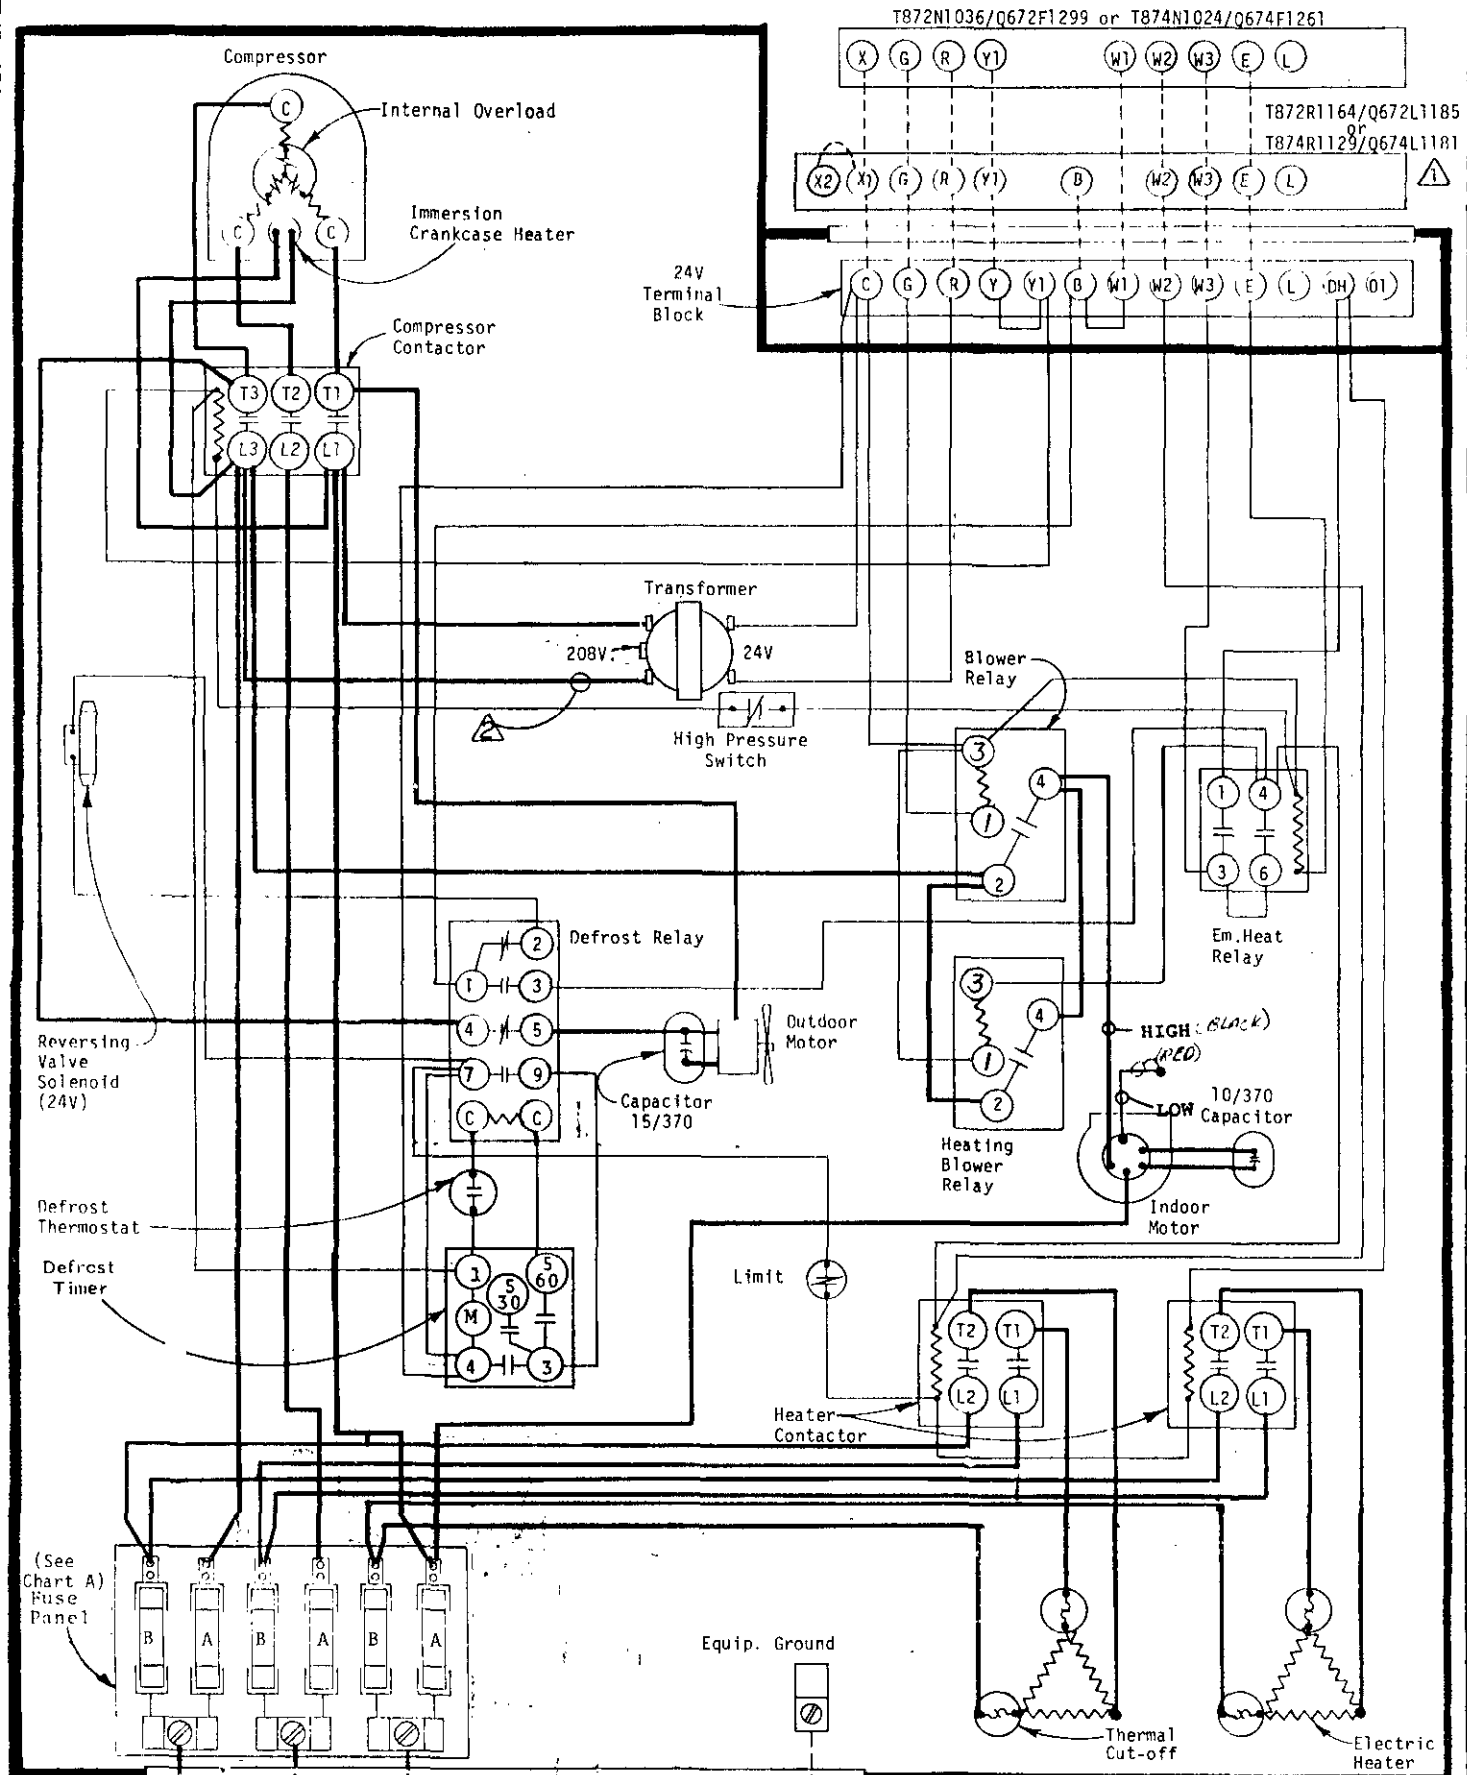 T872N1036/Q672F1299 or T874N1024/Q674F1261
X G R Y1 W1 W2 W3 E L
T872R1164/Q672L1185
or
T874R1129/Q674L1181
X2 X1 G R Y1 B W2 W3 E L
1
24V
Terminal
Block
C G R Y Y1 B W1 W2 W3 E L DH O1
Compressor
C
Internal Overload
C C
Immersion
Crankcase Heater
Compressor
Contactor
T3 T2 T1
L3 L2 L1
Transformer
208V.
24V
2
High Pressure
Switch
Blower
Relay
3
4
1
2
1 4
3 6
Em.Heat
Relay
Defrost Relay
2
1 3
4 5
7 9
C C
Reversing
Valve
Solenoid
(24V)
Outdoor
Motor
Capacitor
15/370
3
4
1
2
Heating
Blower
Relay
HIGH (BLACK)
(RED)
LOW
10/370
Capacitor
Indoor
Motor
Defrost
Thermostat
Defrost
Timer
1
S
30
S
60
M
4 3
Limit
T2 T1
L2 L1
T2 T1
L2 L1
Heater
Contactor
(See
Chart A)
Fuse
Panel
B A B A B A
Equip. Ground
Thermal
Cut-off
Electric
Heater